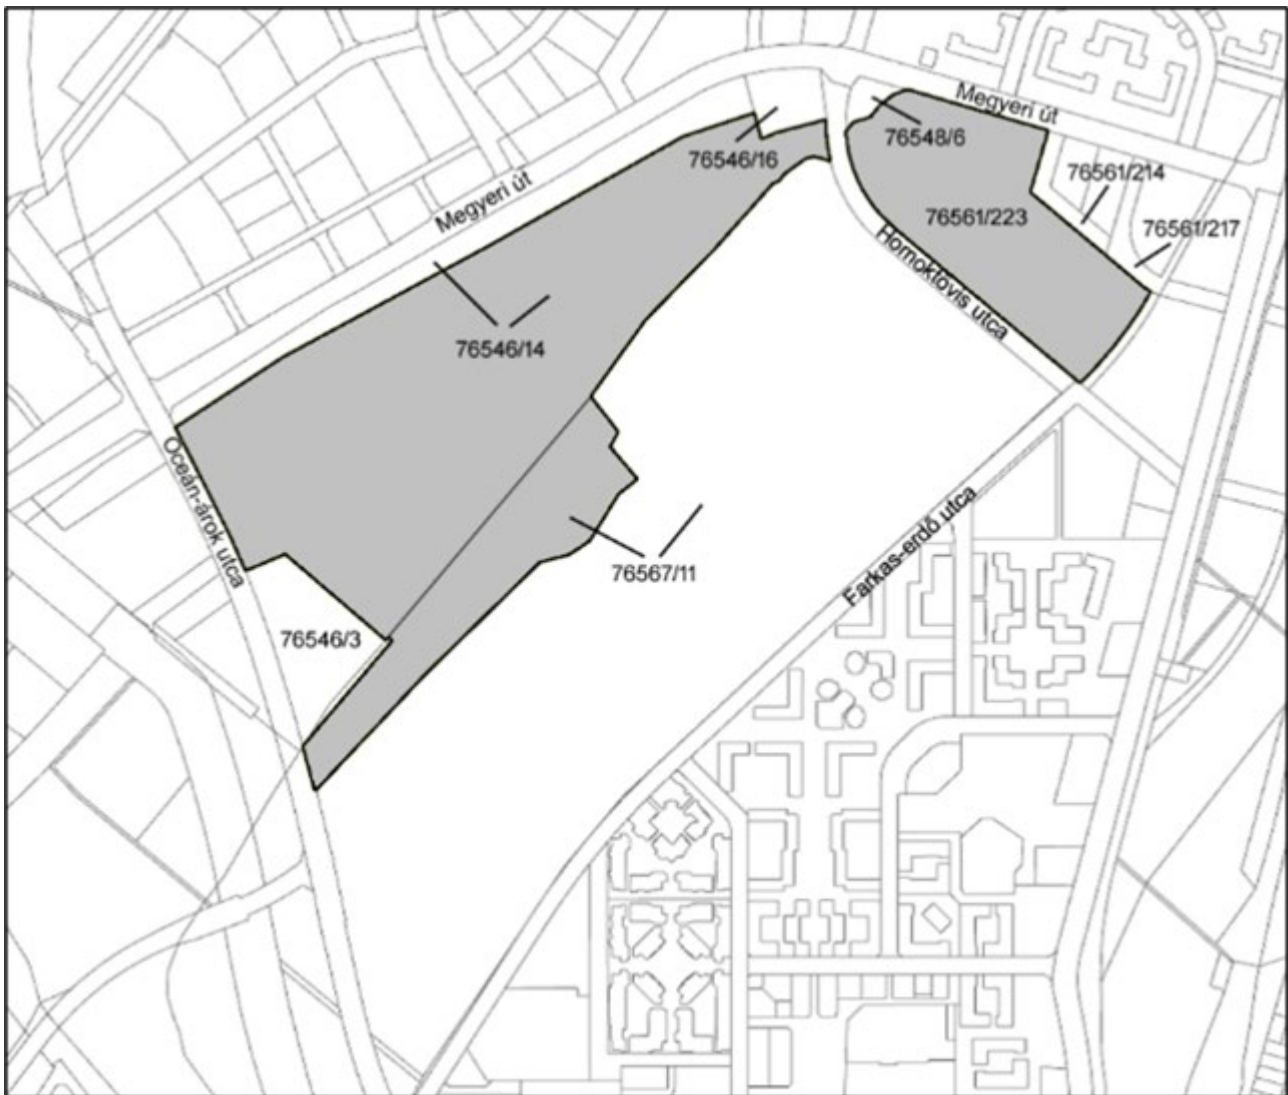 Megyeri út
76548/6
76546/16
76561/214
Megyeri út
76561/223
76561/217
Homoktövis utca
76546/14
Óceán-árok utca
Farkas-erdő utca
76567/11
76546/3